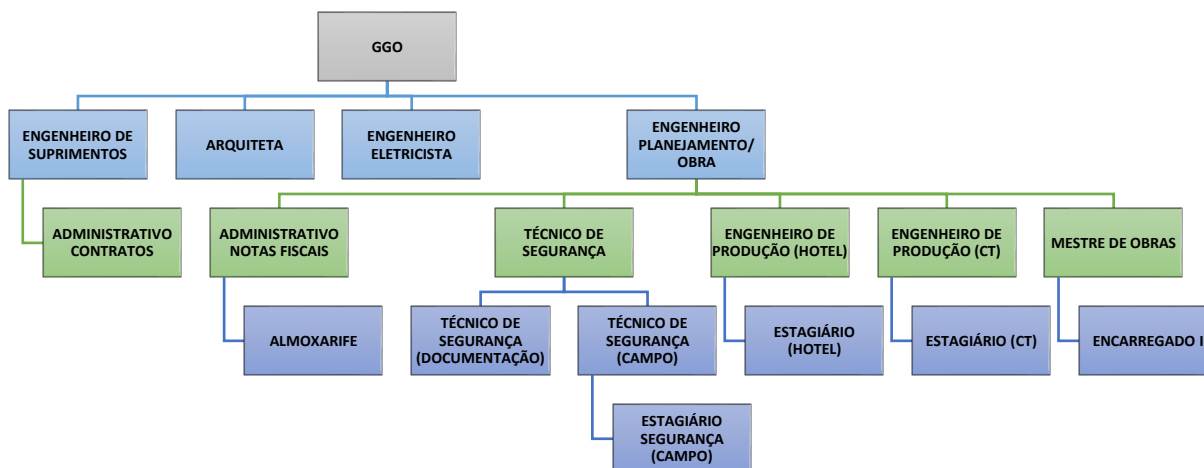 GGO
ENGENHEIRO DE
SUPRIMENTOS
ARQUITETA
ENGENHEIRO
ELETRICISTA
ENGENHEIRO
PLANEJAMENTO/
OBRA
ADMINISTRATIVO
CONTRATOS
ADMINISTRATIVO
NOTAS FISCAIS
TÉCNICO DE
SEGURANÇA
ENGENHEIRO DE
PRODUÇÃO (HOTEL)
ENGENHEIRO DE
PRODUÇÃO (CT)
MESTRE DE OBRAS
ALMOXARIFE
TÉCNICO DE
SEGURANÇA
(DOCUMENTAÇÃO)
TÉCNICO DE
SEGURANÇA
(CAMPO)
ESTAGIÁRIO
(HOTEL)
ESTAGIÁRIO (CT)
ENCARREGADO I
ESTAGIÁRIO
SEGURANÇA
(CAMPO)